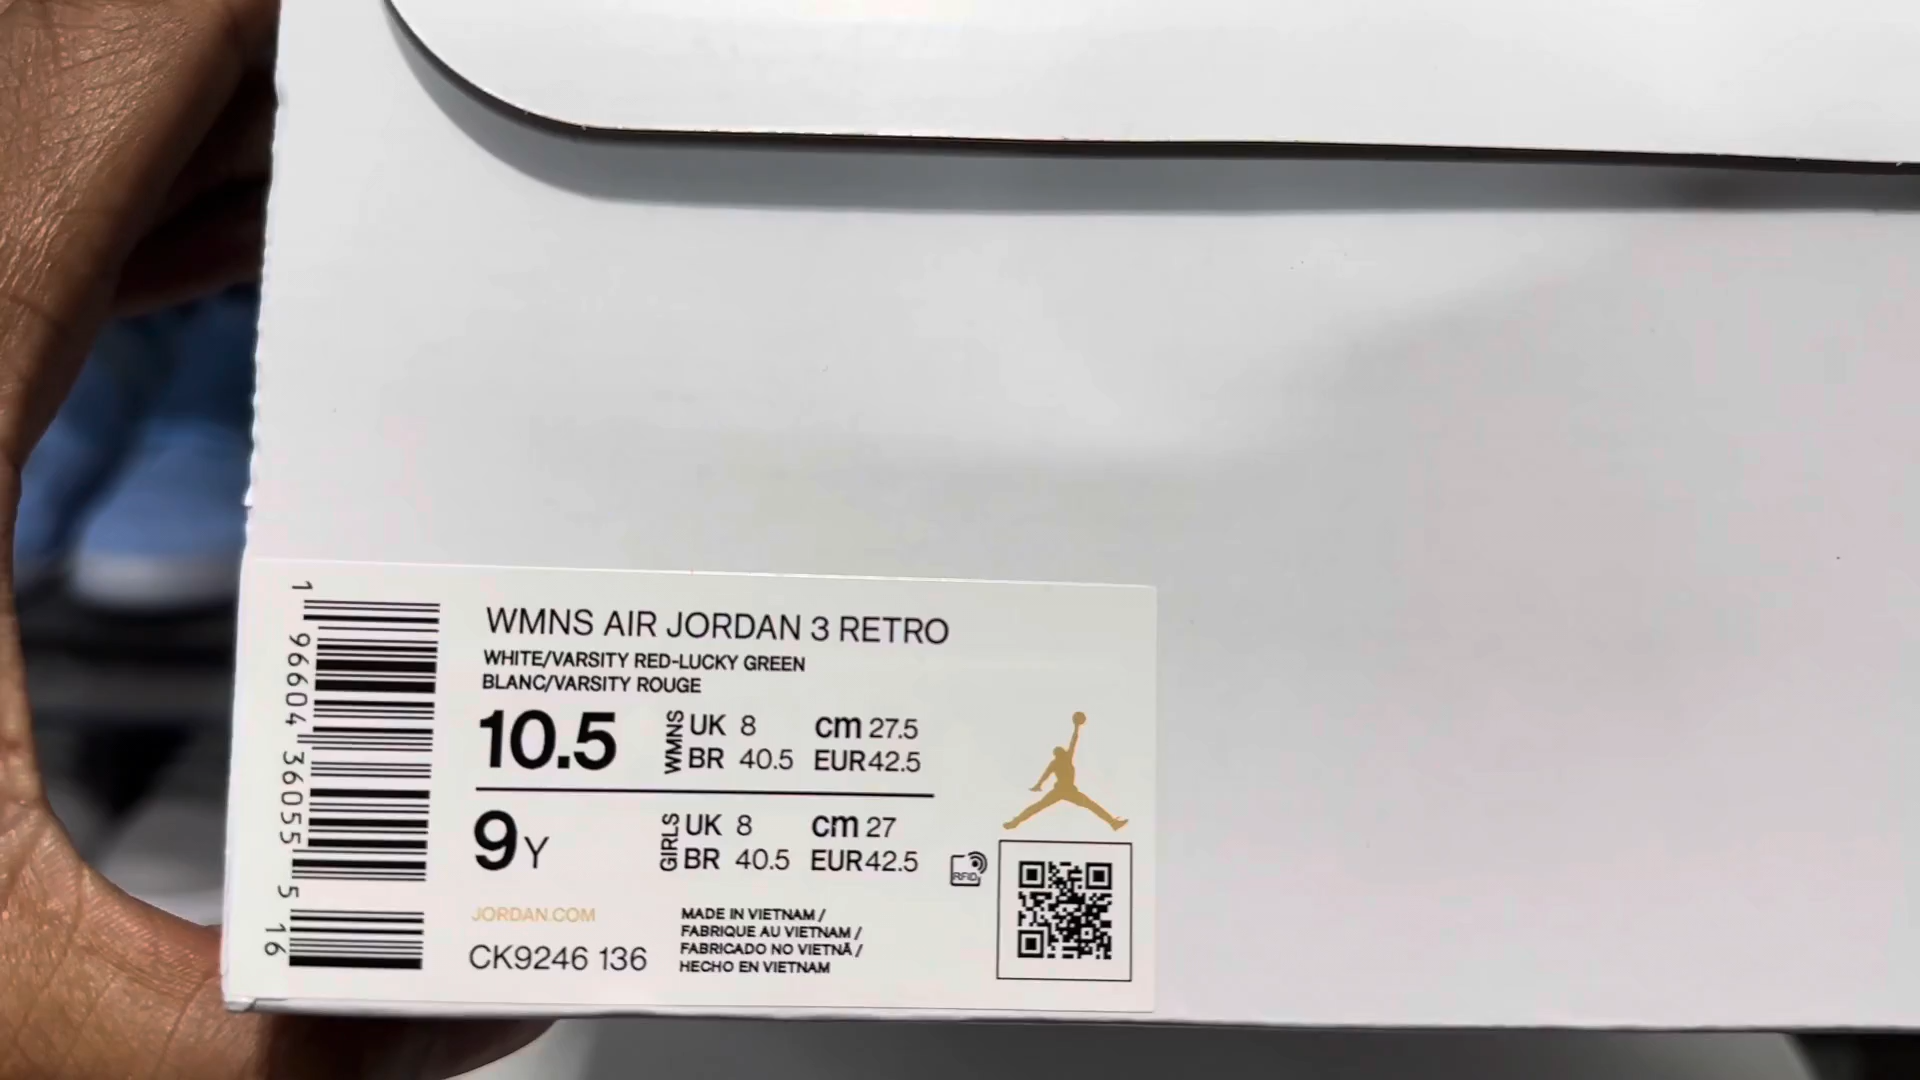 WMNS AIR JORDAN 3 RETRO
WHITE/VARSITY RED-LUCKY GREEN
BLANC/VARSITY ROUGE
10.5 WMNS UK 8 cm 27.5
BR 40.5 EUR 42.5
9Y GIRLS UK 8 cm 27
BR 40.5 EUR 42.5
RFID
JORDAN.COM
CK9246 136
MADE IN VIETNAM /
FABRIQUE AU VIETNAM /
FABRICADO NO VIETNÃ /
HECHO EN VIETNAM
1 96604 36055 5 16